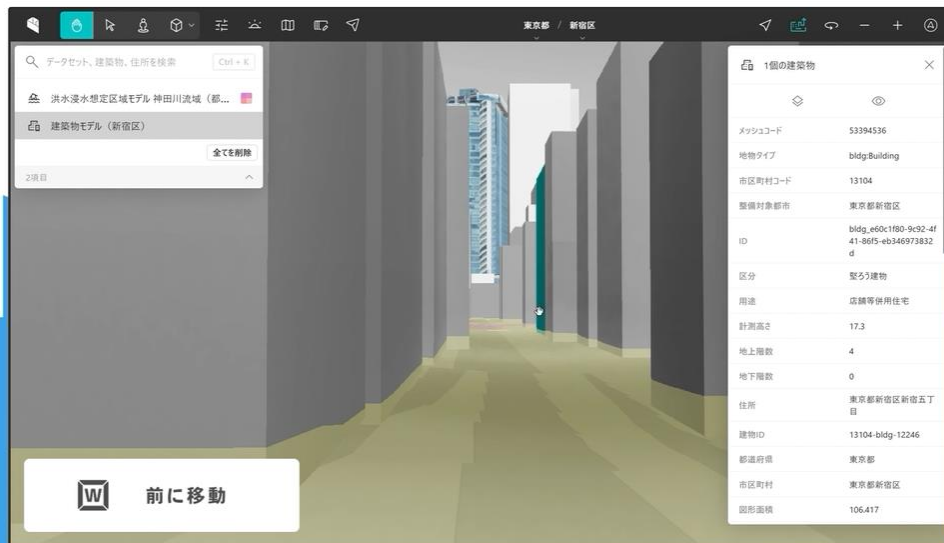 東京都 / 新宿区
データセット、建築物、住所を検索 Ctrl + K
洪水浸水想定区域モデル 神田川流域（都...
建築物モデル（新宿区）
全てを削除
2項目
W 前に移動
1個の建築物
メッシュコード 53394536
地物タイプ bldg:Building
市区町村コード 13104
整備対象都市 東京都新宿区
ID bldg_e60c1f80-9c92-4f
41-86f5-eb346973832
d
区分 堅ろう建物
用途 店舗等併用住宅
計測高さ 17.3
地上階数 4
地下階数 0
住所 東京都新宿区新宿五丁
目
建物ID 13104-bldg-12246
都道府県 東京都
市区町村 東京都新宿区
図形面積 106.417